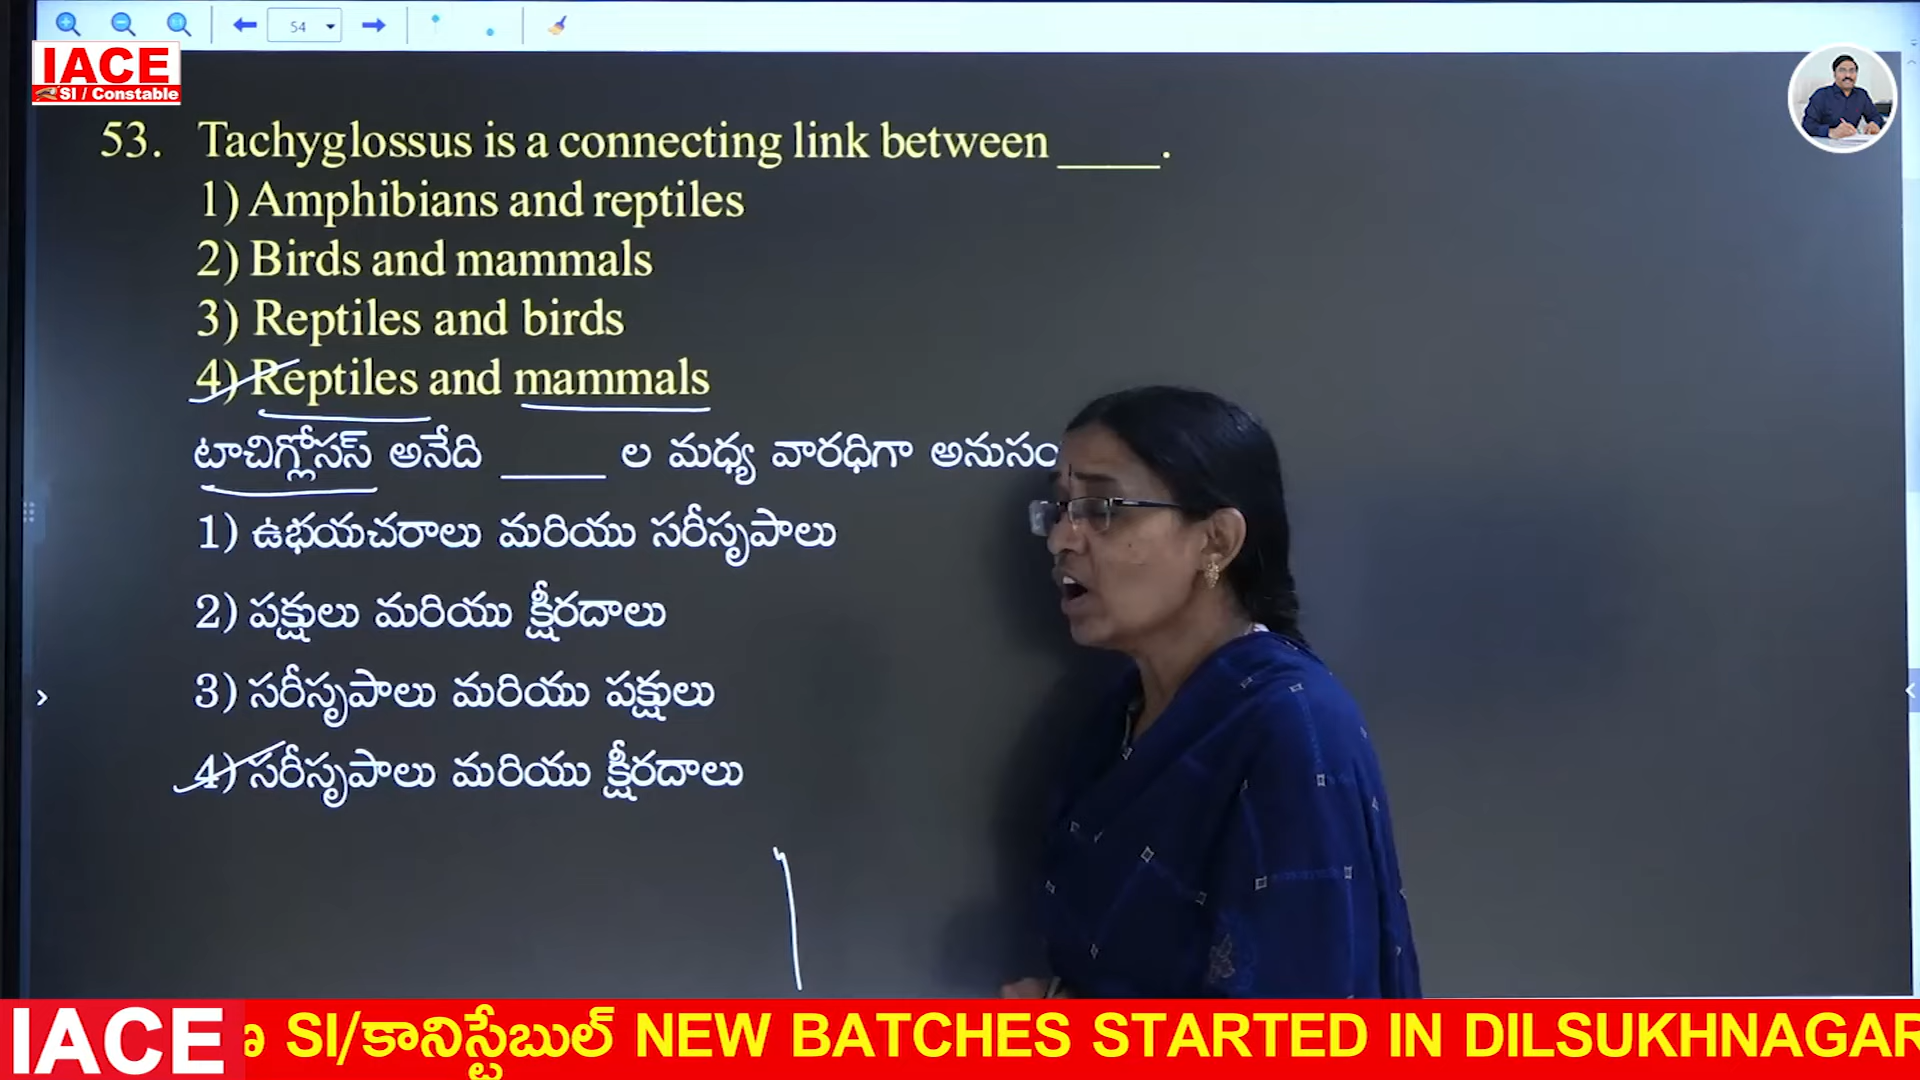 54
IACE
SI / Constable
53. Tachyglossus is a connecting link between ____.
1) Amphibians and reptiles
2) Birds and mammals
3) Reptiles and birds
4) Reptiles and mammals
టాచిగ్లోసస్ అనేది ____ ల మధ్య వారధిగా
1) ఉభయచరాలు మరియు సరీసృపాలు
2) పక్షులు మరియు క్షీరదాలు
3) సరీసృపాలు మరియు పక్షులు
4) సరీసృపాలు మరియు క్షీరదాలు
IACE SI/కానిస్టేబుల్ NEW BATCHES STARTED IN DILSUKHNAGAR